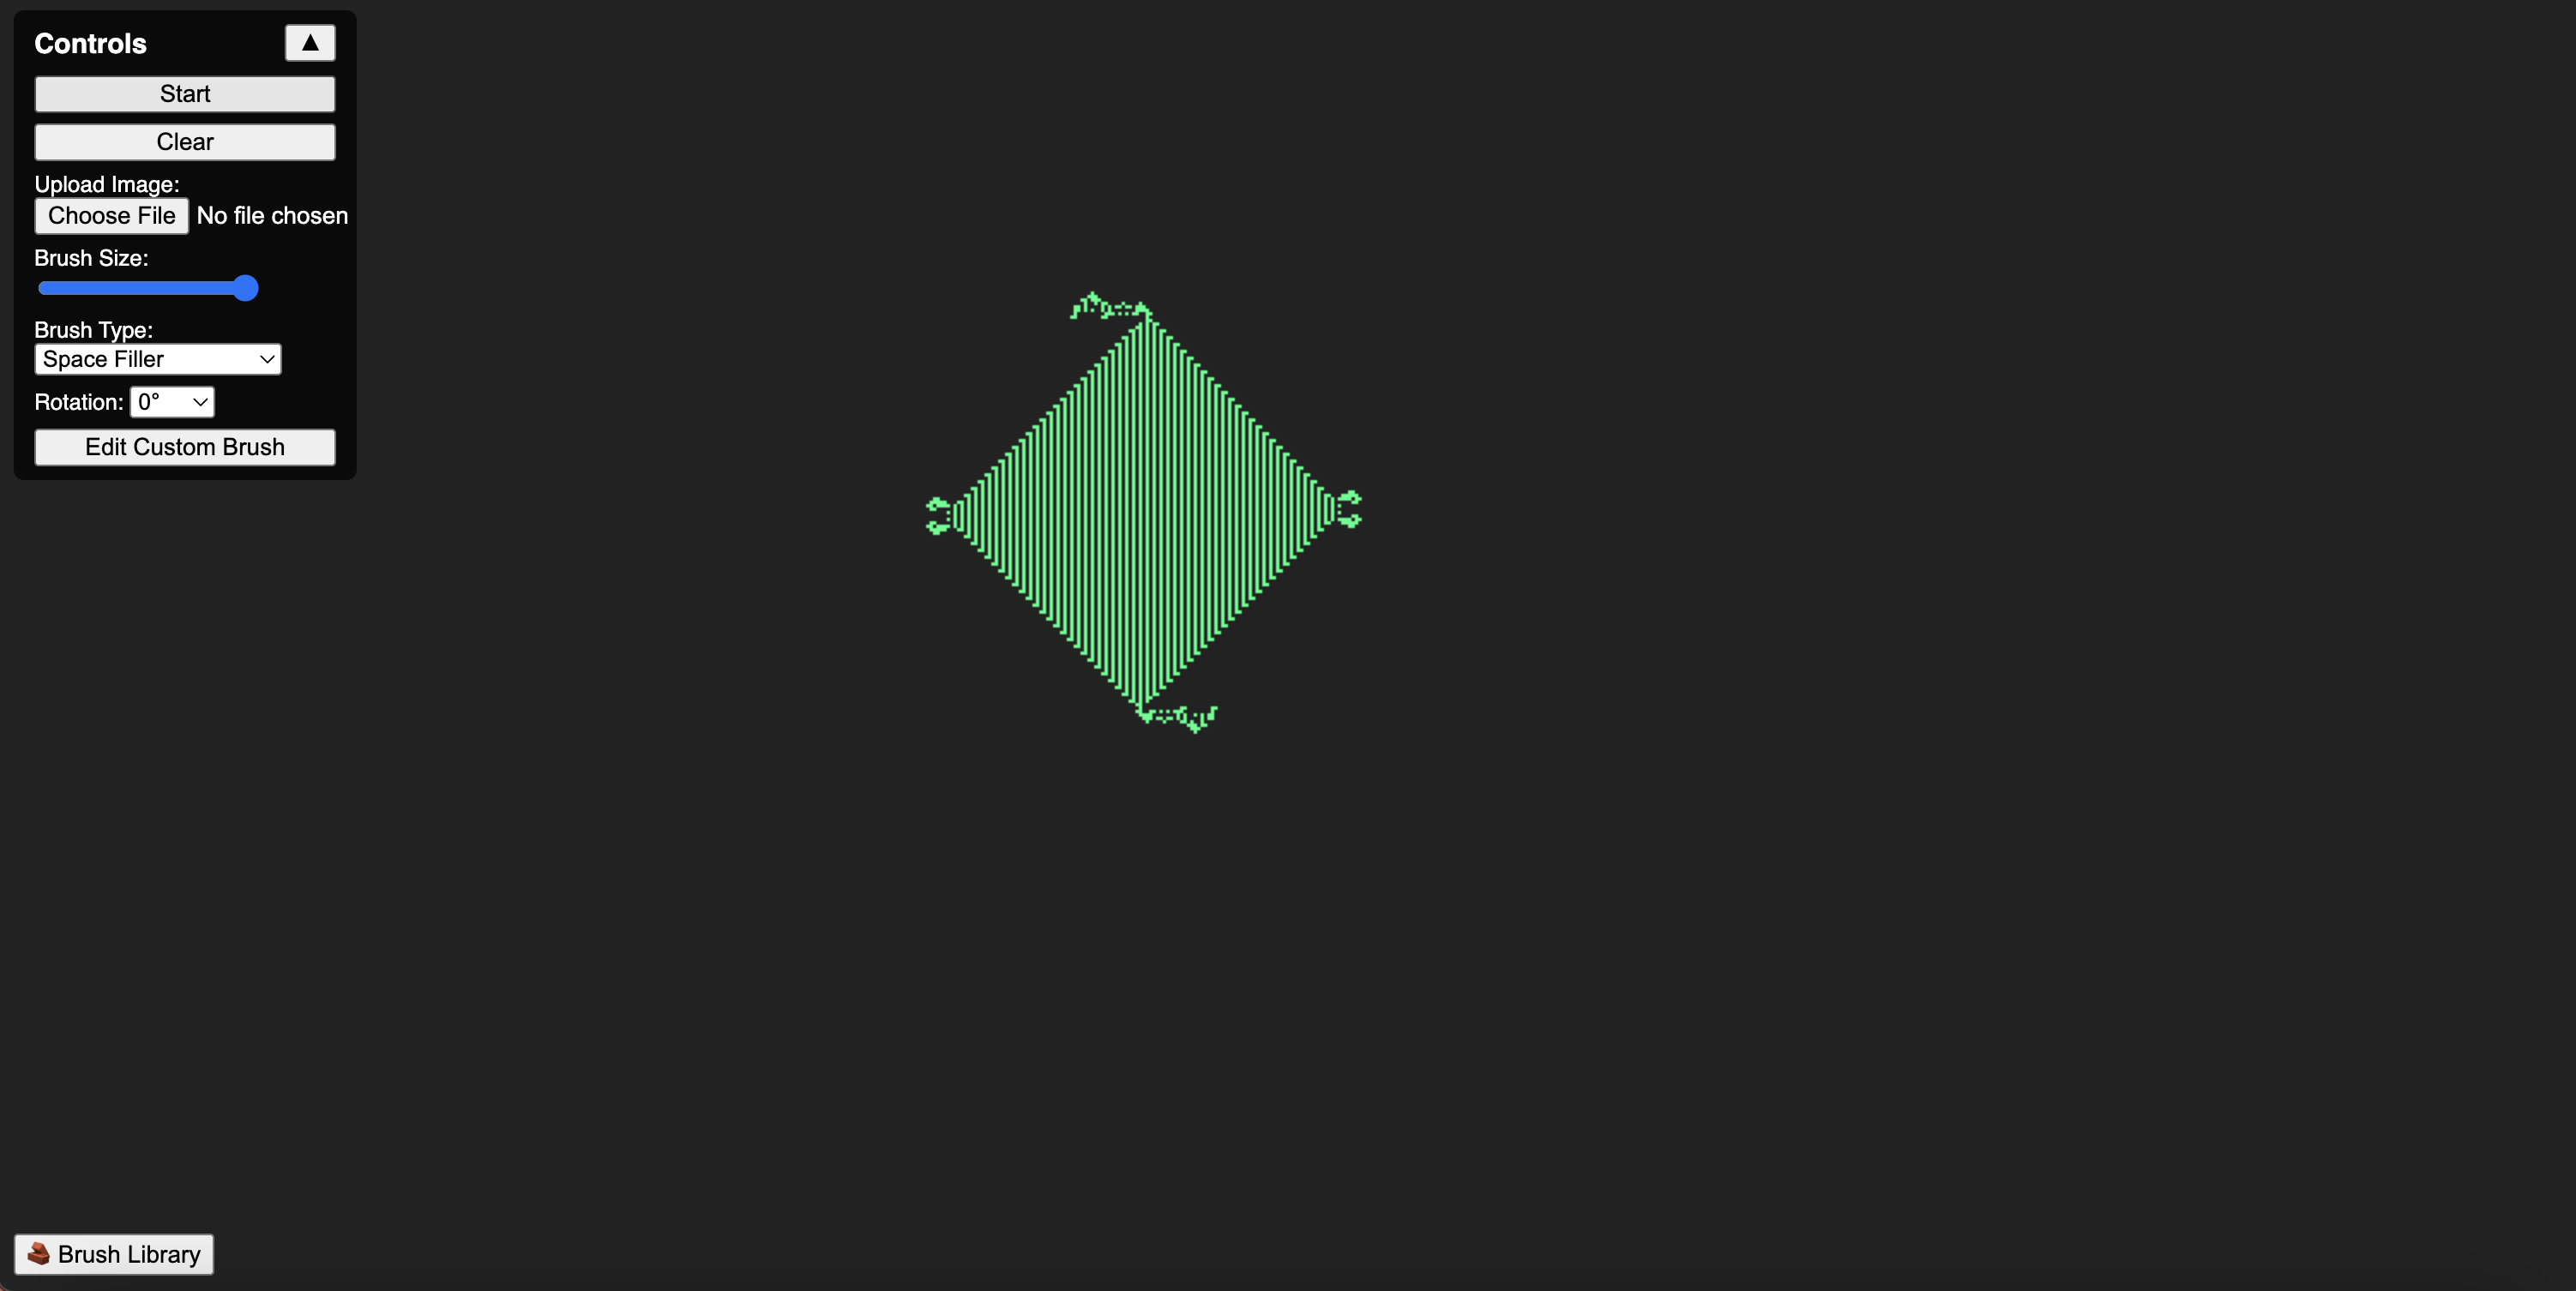 Controls
▲
Start
Clear
Upload Image:
Choose File No file chosen
Brush Size:
Brush Type:
Space Filler
Rotation: 0°
Edit Custom Brush
Brush Library